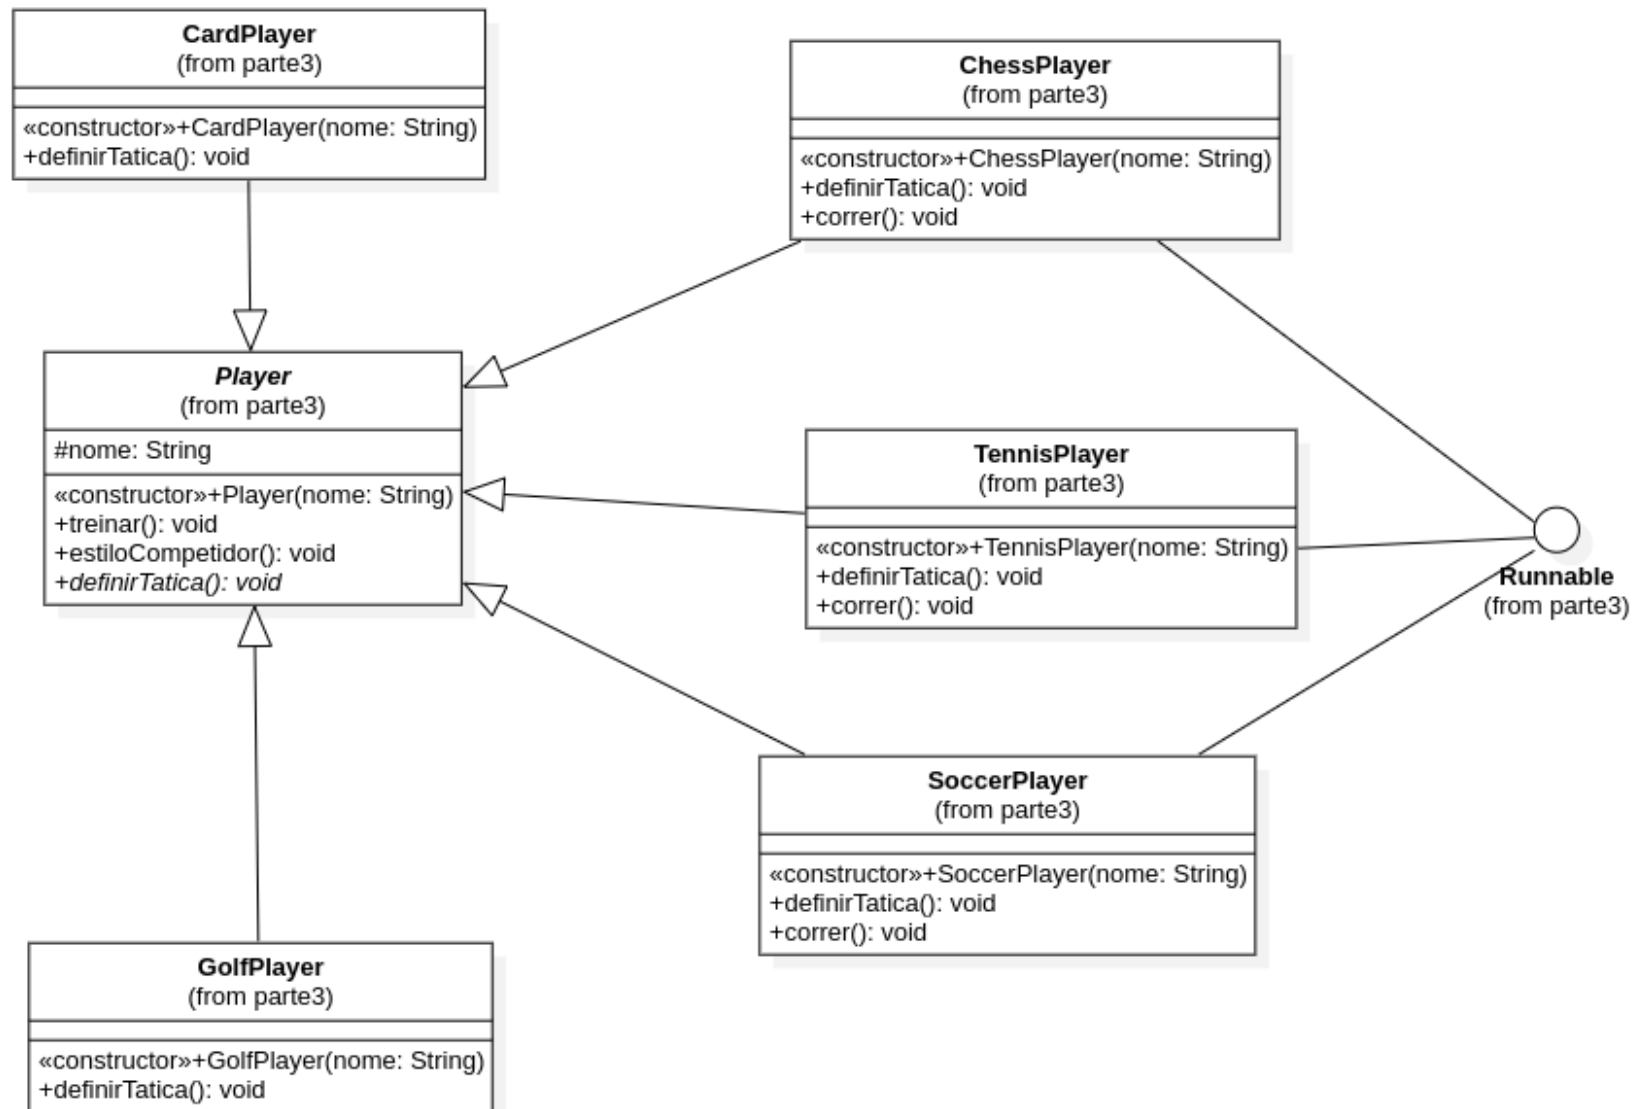 CardPlayer
(from parte3)
«constructor»+CardPlayer(nome: String)
+definirTatica(): void
ChessPlayer
(from parte3)
«constructor»+ChessPlayer(nome: String)
+definirTatica(): void
+correr(): void
Player
(from parte3)
#nome: String
«constructor»+Player(nome: String)
+treinar(): void
+estiloCompetidor(): void
+definirTatica(): void
TennisPlayer
(from parte3)
«constructor»+TennisPlayer(nome: String)
+definirTatica(): void
+correr(): void
Runnable
(from parte3)
SoccerPlayer
(from parte3)
«constructor»+SoccerPlayer(nome: String)
+definirTatica(): void
+correr(): void
GolfPlayer
(from parte3)
«constructor»+GolfPlayer(nome: String)
+definirTatica(): void